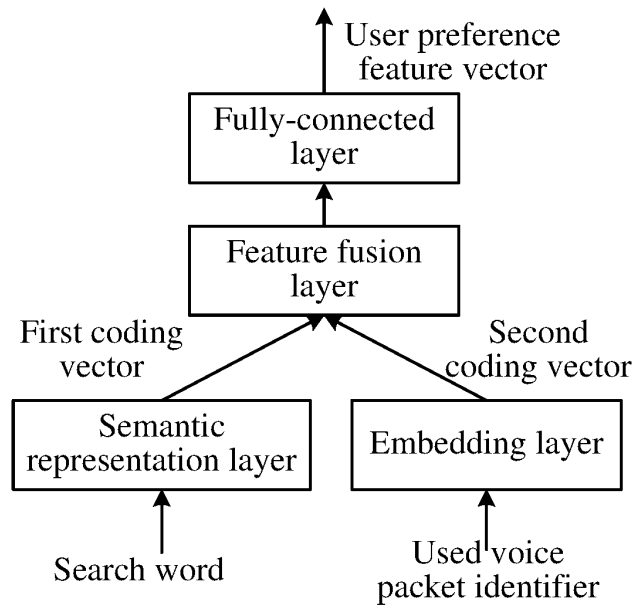 User preference
feature vector
Fully-connected
layer
Feature fusion
layer
First coding
vector
Second
coding vector
Semantic
representation layer
Embedding layer
Search word
Used voice
packet identifier